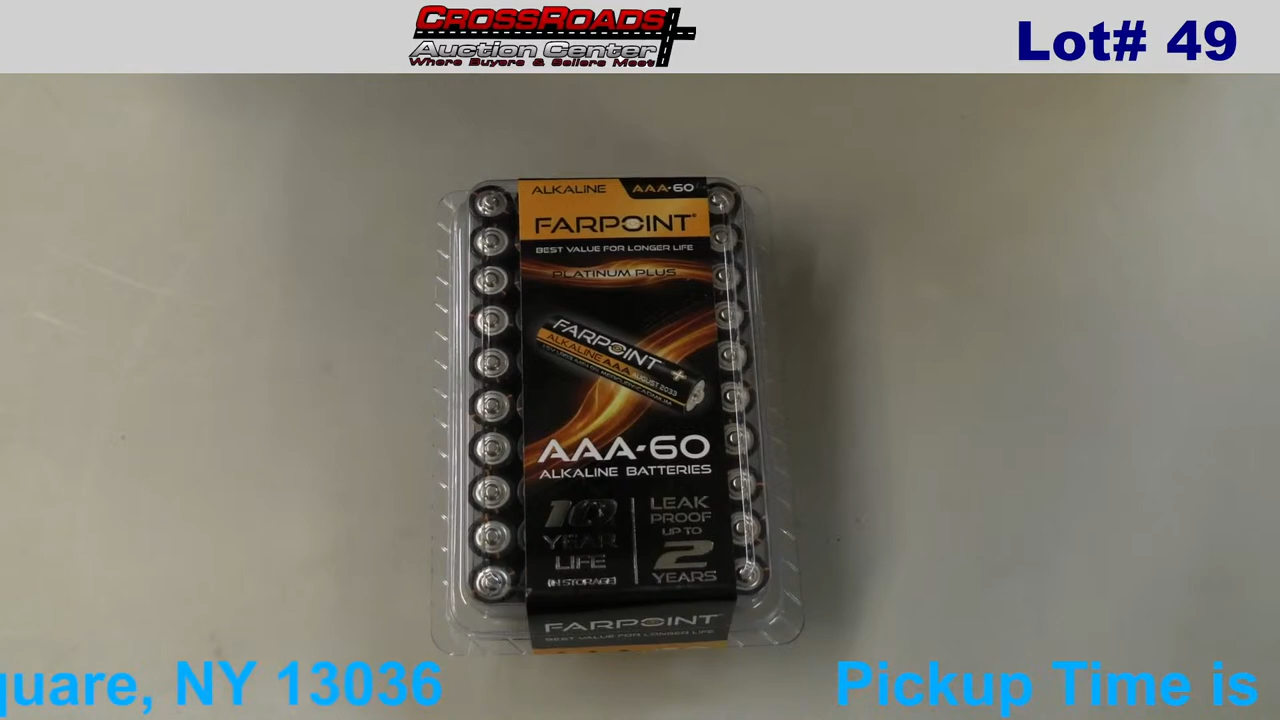 CROSSROADS
Auction Center
Where Buyers & Sellers Meet
Lot# 49
ALKALINE AAA-60
FARPOINT
BEST VALUE FOR LONGER LIFE
PLATINUM PLUS
FARPOINT
ALKALINE AAA AUGUST 2033
AAA-60
ALKALINE BATTERIES
10
YEAR
LIFE
(IN STORAGE)
LEAK
PROOF
UP TO
2
YEARS
FARPOINT
BEST VALUE FOR LONGER LIFE
quare, NY 13036
Pickup Time is